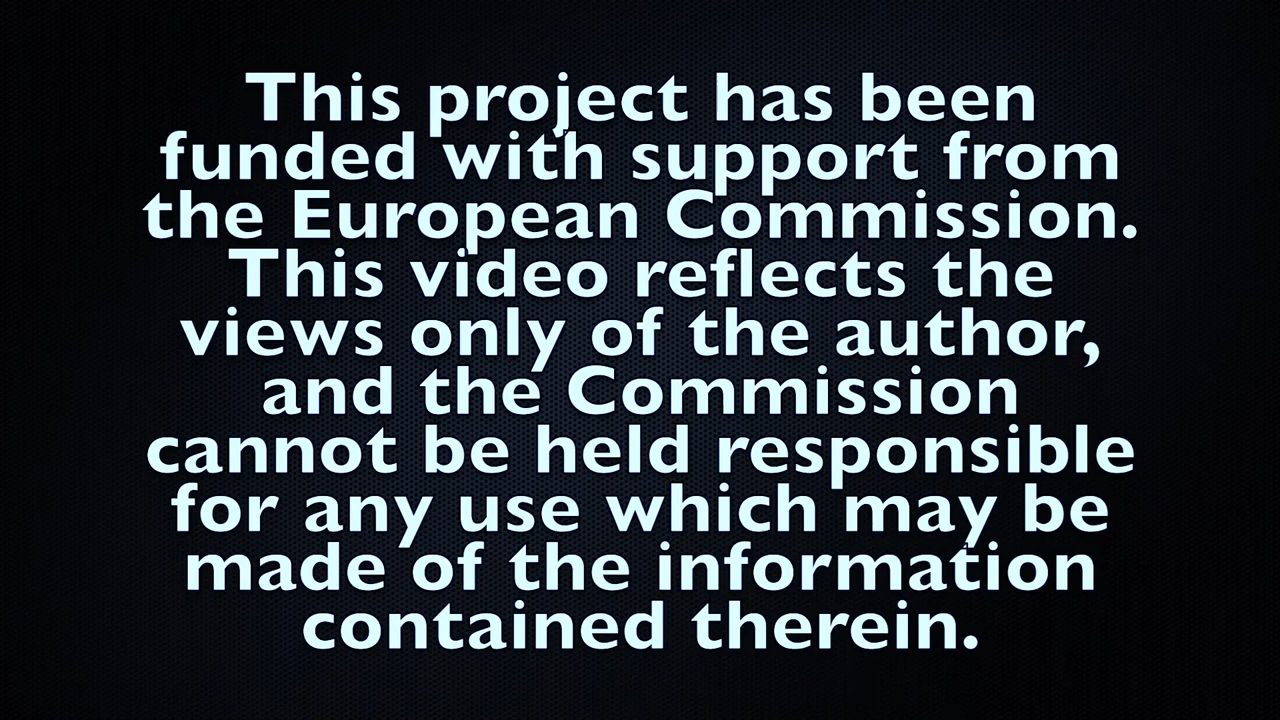 This project has been
funded with support from
the European Commission.
This video reflects the
views only of the author,
and the Commission
cannot be held responsible
for any use which may be
made of the information
contained therein.